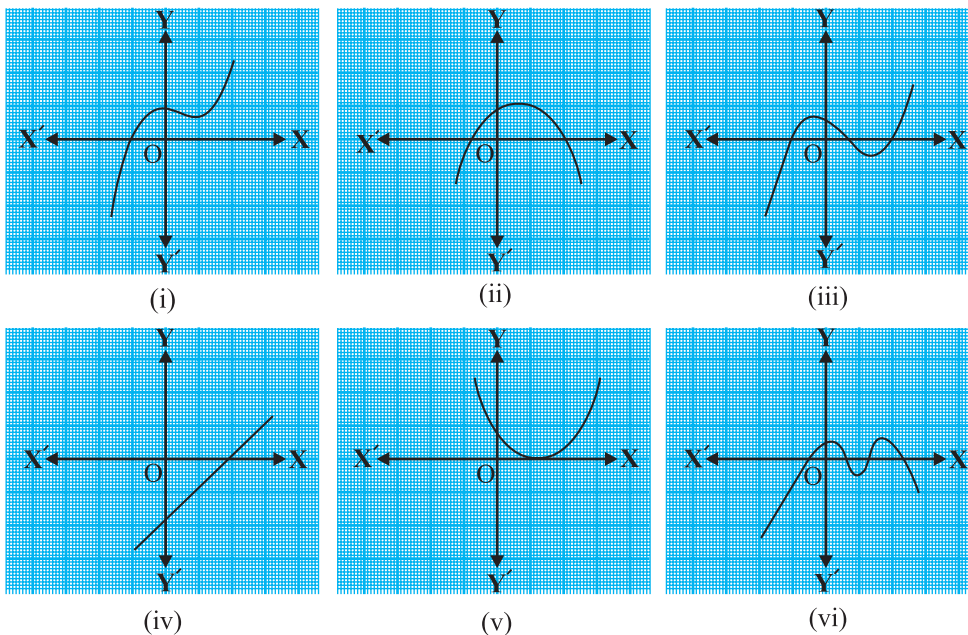 Y Y Y
X′ X X′ X X′ X
O O O
Y′ Y′ Y′
(i) (ii) (iii)
Y Y Y
X′ X X′ X X′ X
O O O
Y′ Y′ Y′
(iv) (v) (vi)